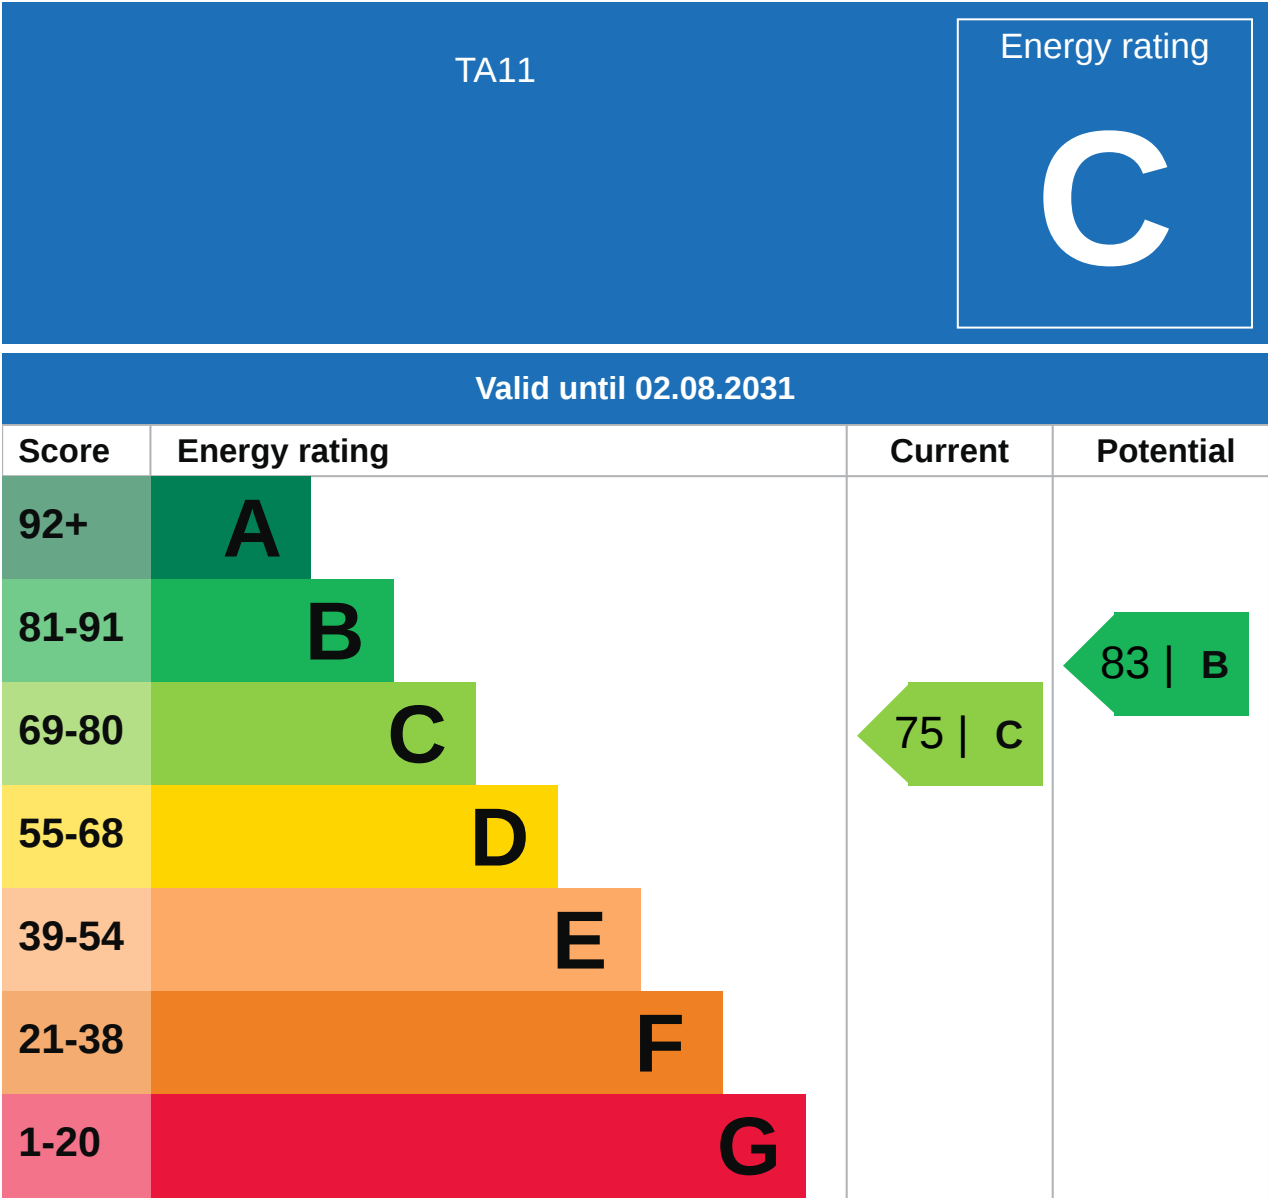 TA11
Energy rating
C
Valid until 02.08.2031
Score Energy rating Current Potential
92+ A
81-91 B
83 | B
69-80 C
75 | C
55-68 D
39-54 E
21-38 F
1-20 G